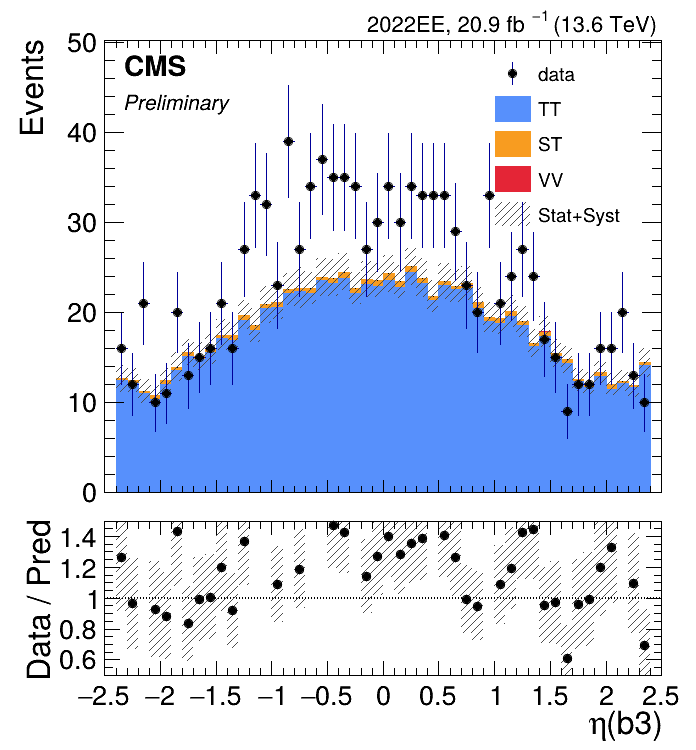 2022EE, 20.9 fb⁻¹ (13.6 TeV)
CMS
Preliminary
Events
50
40
30
20
10
0
data
TT
ST
VV
Stat+Syst
Data / Pred
1.4
1.2
1
0.8
0.6
−2.5 −2 −1.5 −1 −0.5 0 0.5 1 1.5 2 2.5
η(b3)